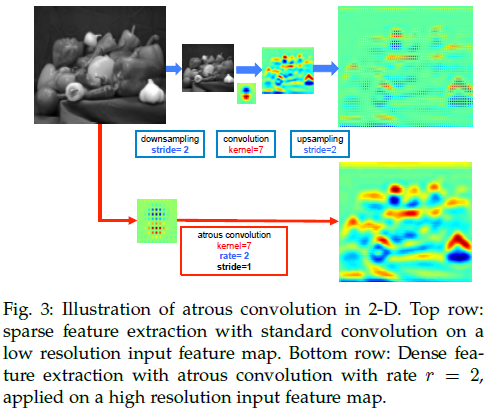 downsampling
stride= 2
convolution
kernel=7
upsampling
stride=2
atrous convolution
kernel=7
rate= 2
stride=1
Fig. 3: Illustration of atrous convolution in 2-D. Top row:
sparse feature extraction with standard convolution on a
low resolution input feature map. Bottom row: Dense fea-
ture extraction with atrous convolution with rate r = 2,
applied on a high resolution input feature map.